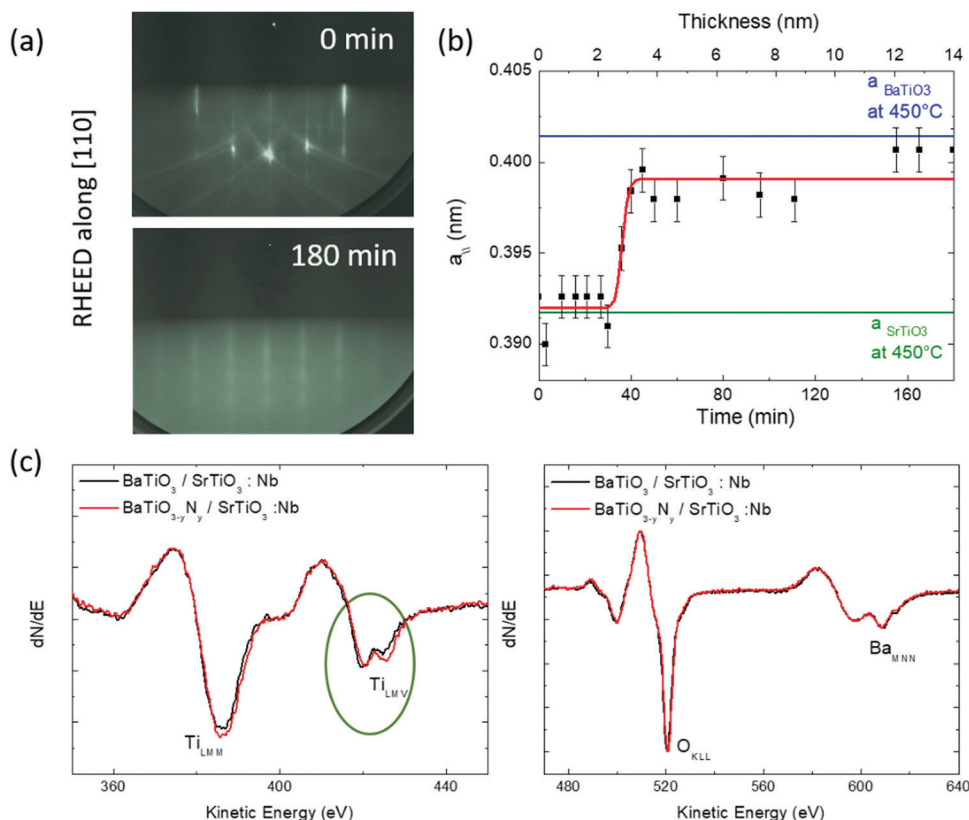 (a)
RHEED along [110]
0 min
180 min
(b)
Thickness (nm)
0 2 4 6 8 10 12 14
0.405
0.400
0.395
0.390
a// (nm)
a BaTiO3
at 450°C
a SrTiO3
at 450°C
0 40 80 120 160
Time (min)
(c)
BaTiO3 / SrTiO3 : Nb
BaTiO3-yNy / SrTiO3 :Nb
dN/dE
TiLMM
TiLMV
360 400 440
Kinetic Energy (eV)
BaTiO3 / SrTiO3 : Nb
BaTiO3-yNy / SrTiO3 :Nb
dN/dE
OKLL
BaMNN
480 520 560 600 640
Kinetic Energy (eV)